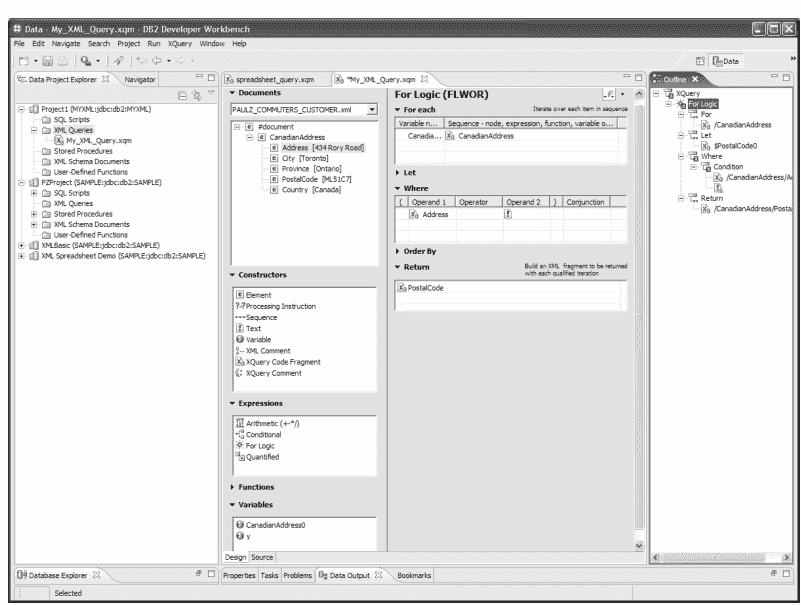 Data - My_XML_Query.xqm - DB2 Developer Workbench
File Edit Navigate Search Project Run XQuery Window Help
Data
Data Project Explorer
Navigator
Project1 (MYXML:jdbc:db2:MYXML)
SQL Scripts
XML Queries
My_XML_Query.xqm
Stored Procedures
XML Schema Documents
User-Defined Functions
PZProject (SAMPLE:jdbc:db2:SAMPLE)
SQL Scripts
XML Queries
Stored Procedures
XML Schema Documents
User-Defined Functions
XMLBasic (SAMPLE:jdbc:db2:SAMPLE)
XML Spreadsheet Demo (SAMPLE:jdbc:db2:SAMPLE)
spreadsheet_query.xqm
*My_XML_Query.xqm
Documents
PAULZ_COMMUTERS_CUSTOMER.xml
#document
CanadianAddress
Address [434 Rory Road]
City [Toronto]
Province [Ontario]
PostalCode [ML51C7]
Country [Canada]
Constructors
Element
Processing Instruction
Sequence
Text
Variable
XML Comment
XQuery Code Fragment
XQuery Comment
Expressions
Arithmetic (+-*/)
Conditional
For Logic
Quantified
Functions
Variables
CanadianAddress0
y
Design Source
For Logic (FLWOR)
For each
Iterate over each item in sequence
Variable n... Sequence - node, expression, function, variable o...
Canadia... CanadianAddress
Let
Where
( Operand 1 Operator Operand 2 ) Conjunction
Address
Order By
Return
Build an XML fragment to be returned
with each qualified iteration
PostalCode
Outline
XQuery
For Logic
For
/CanadianAddress
Let
$PostalCode0
Where
Condition
/CanadianAddress/A
Return
/CanadianAddress/Posta
Database Explorer
Properties Tasks Problems Data Output Bookmarks
Selected